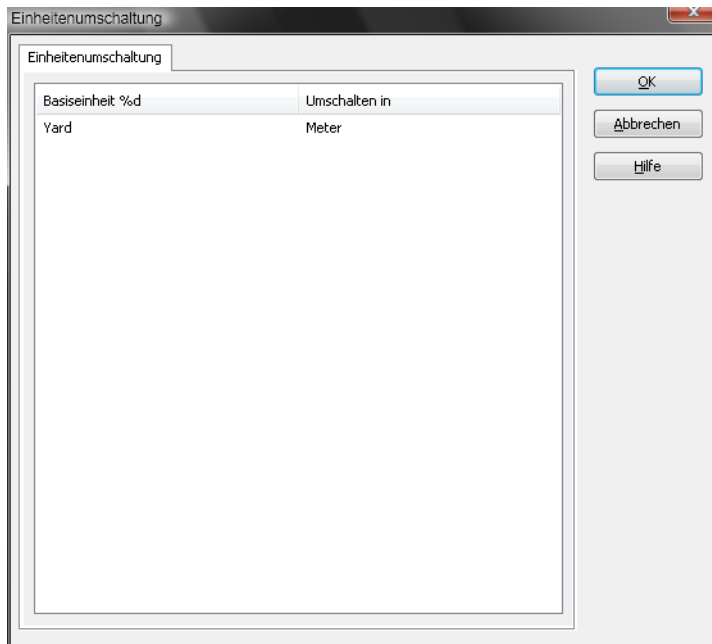 Einheitenumschaltung
Einheitenumschaltung
Basiseinheit %d Umschalten in
Yard Meter
OK
Abbrechen
Hilfe